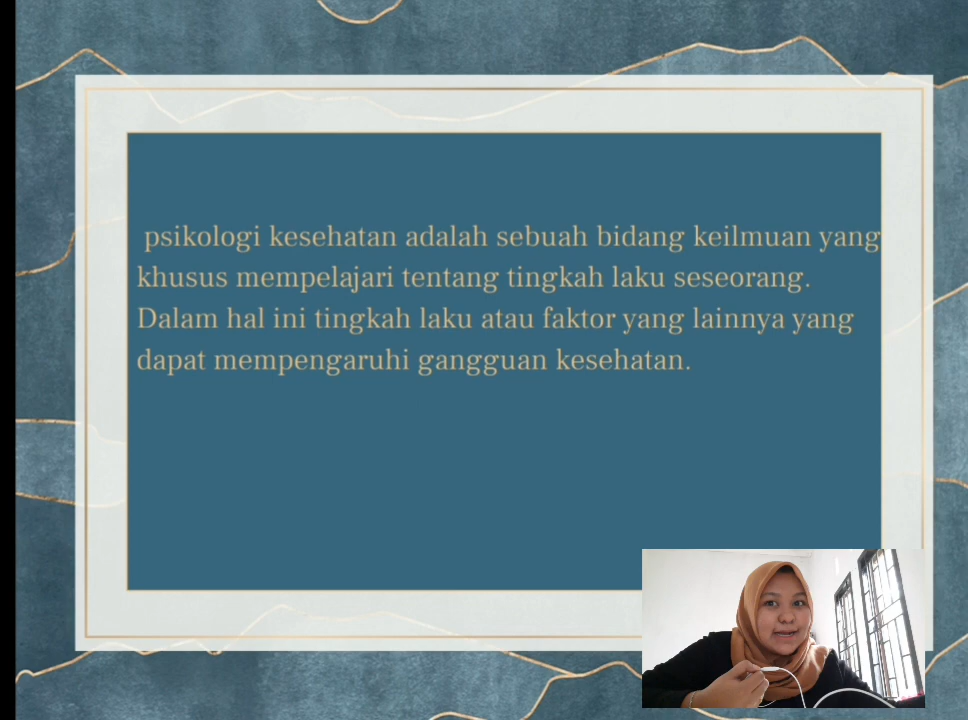 psikologi kesehatan adalah sebuah bidang keilmuan yang
khusus mempelajari tentang tingkah laku seseorang.
Dalam hal ini tingkah laku atau faktor yang lainnya yang
dapat mempengaruhi gangguan kesehatan.